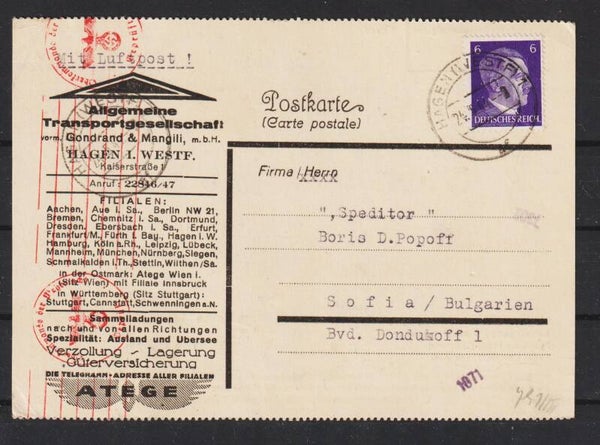 Mit Luftpost !
Allgemeine
Transportgesellschaft
vorm. Gondrand & Mangili, m.b.H.
HAGEN I. WESTF.
Kaiserstraße 1
Anruf: 22846/47
FILIALEN:
Aachen, Aue i. Sa., Berlin NW 21,
Bremen, Chemnitz i. Sa., Dortmund,
Dresden, Ebersbach i. Sa., Erfurt,
Frankfurt/M., Fürth i. Bay., Hagen i. W.
Hamburg, Köln a.Rh., Leipzig, Lübeck,
Mannheim, München, Nürnberg, Siegen,
Schmalkalden i.Th., Stettin, Wilthen/Sa.
in der Ostmark: Atege Wien I.
(Sitz Wien) mit Filiale Innsbruck
in Württemberg (Sitz Stuttgart):
Stuttgart, Cannstatt, Schwenningen a.N.
Sammelladungen
nach und von allen Richtungen
Spezialität: Ausland und Übersee
Verzollung - Lagerung
Güterversicherung
DIE TELEGRAMM-ADRESSE ALLER FILIALEN
ATEGE
Postkarte
(Carte postale)
6 6
DEUTSCHES REICH
HAGEN (WESTF)
Firma/Herrn
xxxx
"Speditor"
Boris D.Popoff
Sofia/Bulgarien
Bvd. Dondukoff 1
1071